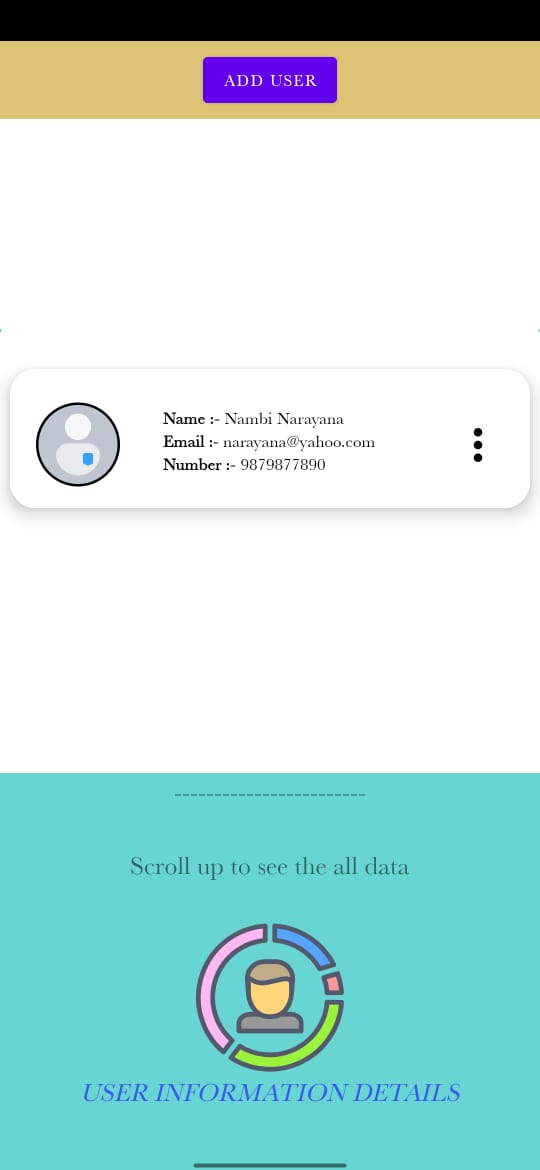 ADD USER
Name :- Nambi Narayana
Email :- narayana@yahoo.com
Number :- 9879877890
------------------------
Scroll up to see the all data
USER INFORMATION DETAILS